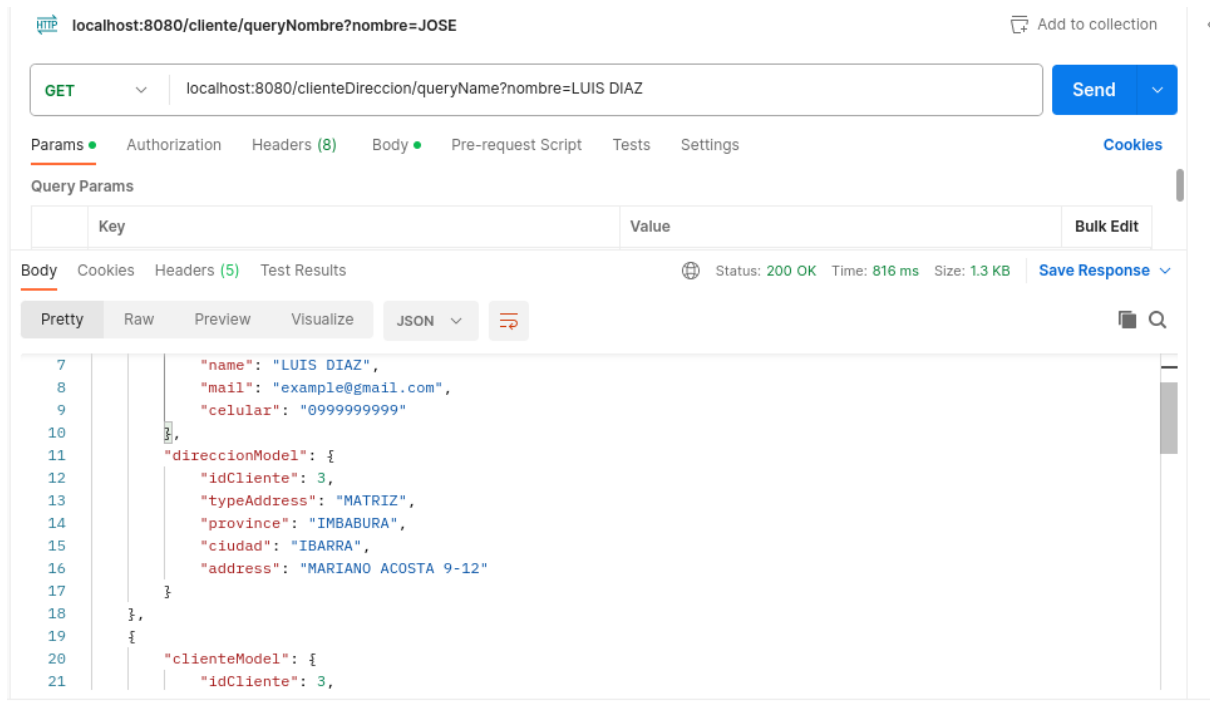 HTTP localhost:8080/cliente/queryNombre?nombre=JOSE Add to collection
GET localhost:8080/clienteDireccion/queryName?nombre=LUIS DIAZ Send
Params Authorization Headers (8) Body Pre-request Script Tests Settings Cookies
Query Params
Key Value Bulk Edit
Body Cookies Headers (5) Test Results Status: 200 OK Time: 816 ms Size: 1.3 KB Save Response
Pretty Raw Preview Visualize JSON
7 "name": "LUIS DIAZ",
8 "mail": "example@gmail.com",
9 "celular": "0999999999"
10 },
11 "direccionModel": {
12 "idCliente": 3,
13 "typeAddress": "MATRIZ",
14 "province": "IMBABURA",
15 "ciudad": "IBARRA",
16 "address": "MARIANO ACOSTA 9-12"
17 }
18 },
19 {
20 "clienteModel": {
21 "idCliente": 3,